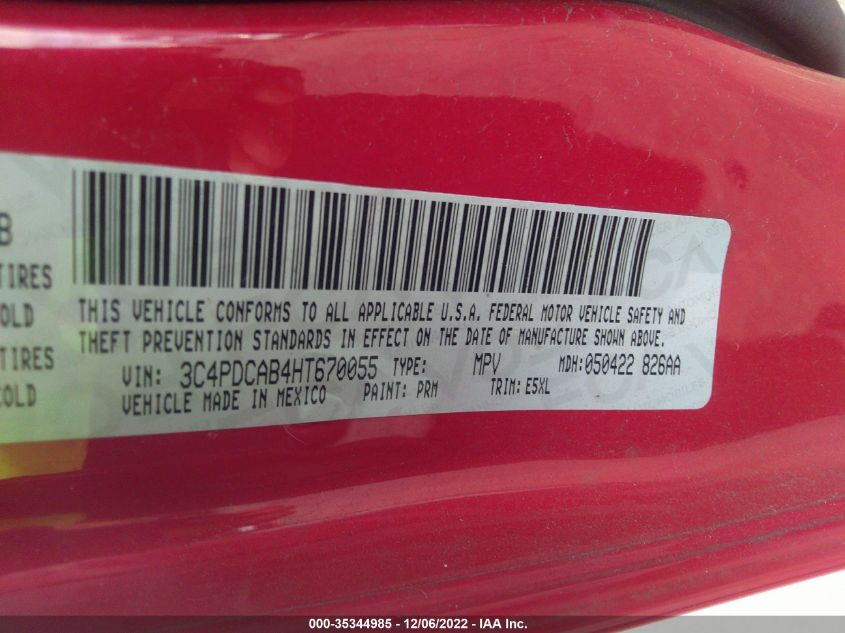 B
TIRES
OLD
TIRES
COLD
THIS VEHICLE CONFORMS TO ALL APPLICABLE U.S.A. FEDERAL MOTOR VEHICLE SAFETY AND
THEFT PREVENTION STANDARDS IN EFFECT ON THE DATE OF MANUFACTURE SHOWN ABOVE.
VIN: 3C4PDCAB4HT670055 TYPE: MPV MDH:050422 826AA
VEHICLE MADE IN MEXICO PAINT: PRM TRIM: E5XL
000-35344985 - 12/06/2022 - IAA Inc.